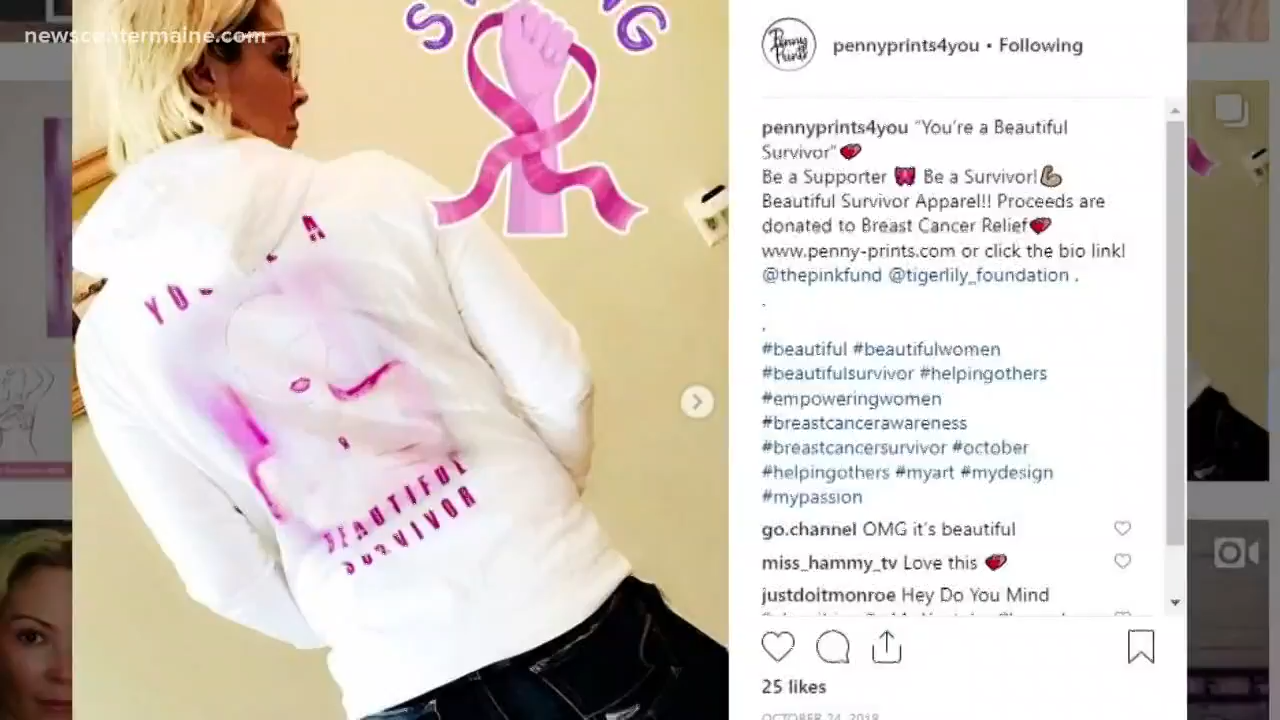 newscentermaine.com
Penny
Prints
pennyprints4you • Following
pennyprints4you "You're a Beautiful
Survivor"
Be a Supporter Be a Survivor!
Beautiful Survivor Apparel!! Proceeds are
donated to Breast Cancer Relief
www.penny-prints.com or click the bio link!
@thepinkfund @tigerlily_foundation .
.
.
#beautiful #beautifulwomen
#beautifulsurvivor #helpingothers
#empoweringwomen
#breastcancerawareness
#breastcancersurvivor #october
#helpingothers #myart #mydesign
#mypassion
go.channel OMG it's beautiful
miss_hammy_tv Love this
justdoitmonroe Hey Do You Mind
25 likes
A
BEAUTIFUL
SURVIVOR